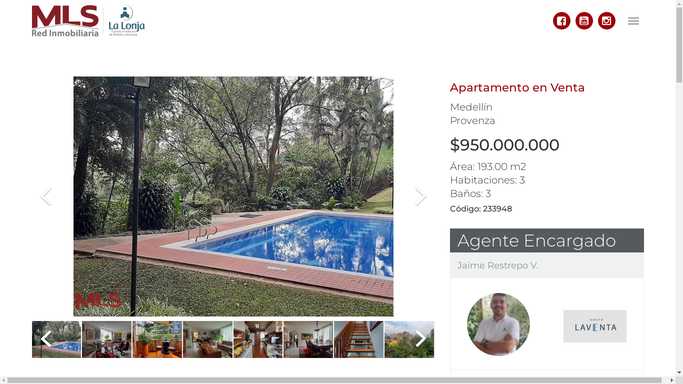 MLS
Red Inmobiliaria
La Lonja
Apartamento en Venta
Medellín
Provenza
$950.000.000
Área: 193.00 m2
Habitaciones: 3
Baños: 3
Código: 233948
Agente Encargado
Jaime Restrepo V.
MLS
LAVENTA